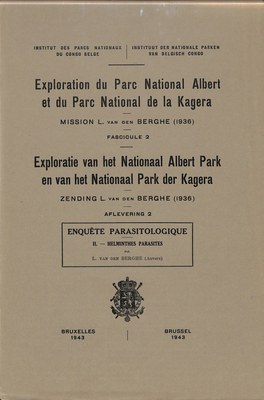 INSTITUT DES PARCS NATIONAUX
DU CONGO BELGE
INSTITUUT DER NATIONALE PARKEN
VAN BELGISCH CONGO
Exploration du Parc National Albert
et du Parc National de la Kagera
MISSION L. VAN DEN BERGHE (1936)
FASCICULE 2
Exploratie van het Nationaal Albert Park
en van het Nationaal Park der Kagera
ZENDING L. VAN DEN BERGHE (1936)
AFLEVERING 2
ENQUÊTE PARASITOLOGIQUE
II. — HELMINTHES PARASITES
PAR
L. VAN DEN BERGHE (Anvers)
BRUXELLES
1943
BRUSSEL
1943